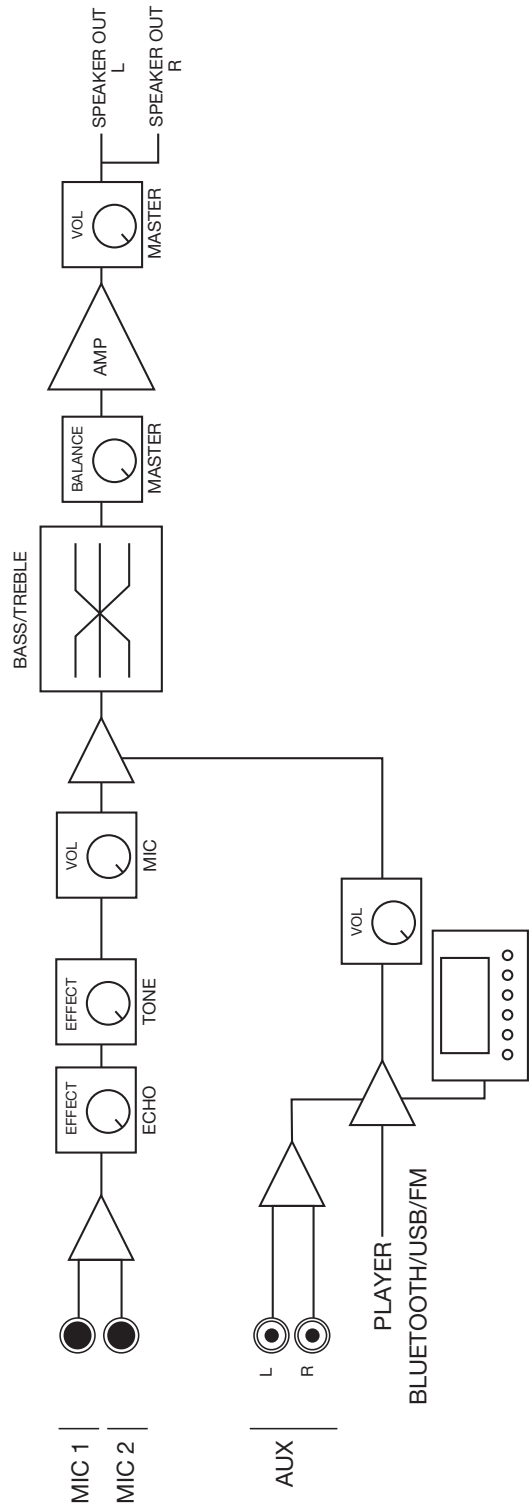 MIC 1
MIC 2
EFFECT
ECHO
EFFECT
TONE
VOL
MIC
BASS/TREBLE
BALANCE
MASTER
AMP
VOL
MASTER
SPEAKER OUT
L
SPEAKER OUT
R
AUX
L
R
PLAYER
BLUETOOTH/USB/FM
VOL